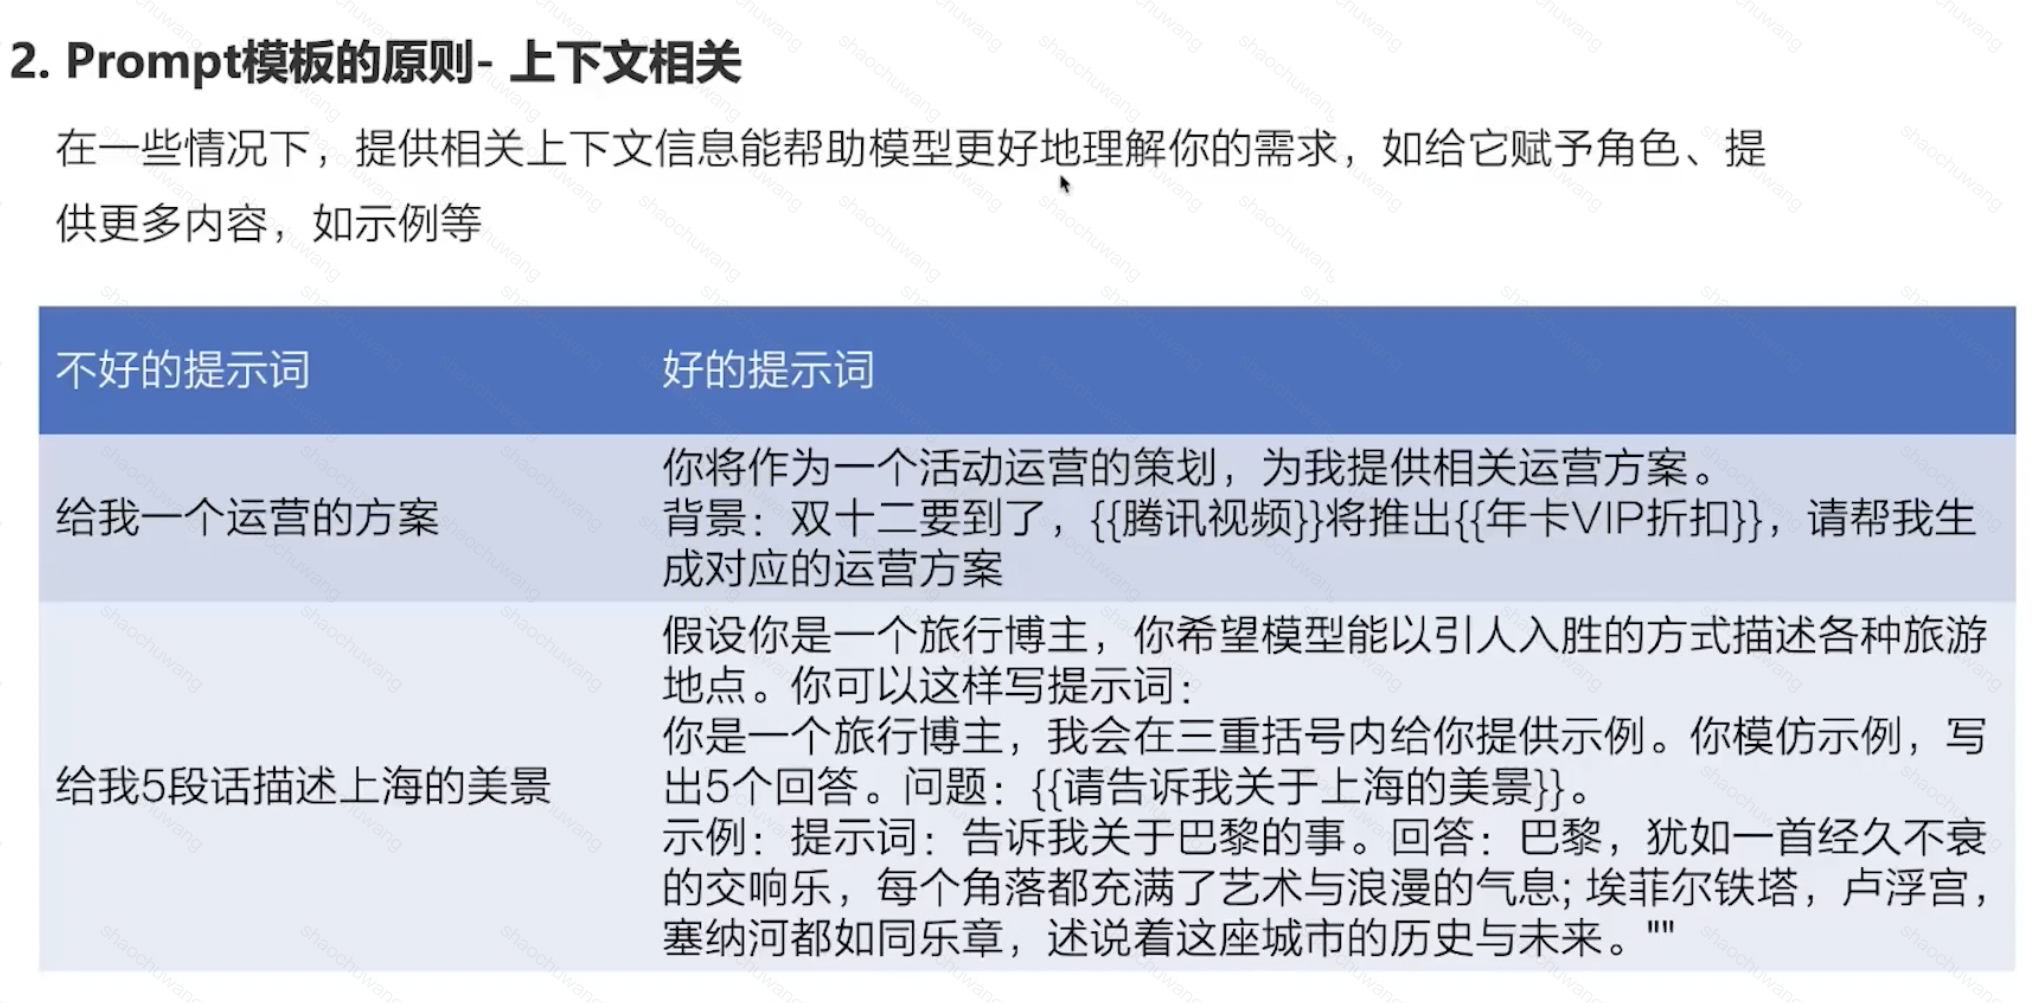 2. Prompt模板的原则- 上下文相关
在一些情况下，提供相关上下文信息能帮助模型更好地理解你的需求，如给它赋予角色、提
供更多内容，如示例等
不好的提示词
好的提示词
给我一个运营的方案
你将作为一个活动运营的策划，为我提供相关运营方案。
背景：双十二要到了，{{腾讯视频}}将推出{{年卡VIP折扣}}，请帮我生
成对应的运营方案
给我5段话描述上海的美景
假设你是一个旅行博主，你希望模型能以引人入胜的方式描述各种旅游
地点。你可以这样写提示词：
你是一个旅行博主，我会在三重括号内给你提供示例。你模仿示例，写
出5个回答。问题：{{请告诉我关于上海的美景}}。
示例：提示词：告诉我关于巴黎的事。回答：巴黎，犹如一首经久不衰
的交响乐，每个角落都充满了艺术与浪漫的气息; 埃菲尔铁塔，卢浮宫，
塞纳河都如同乐章，述说着这座城市的历史与未来。""
shaochuwang